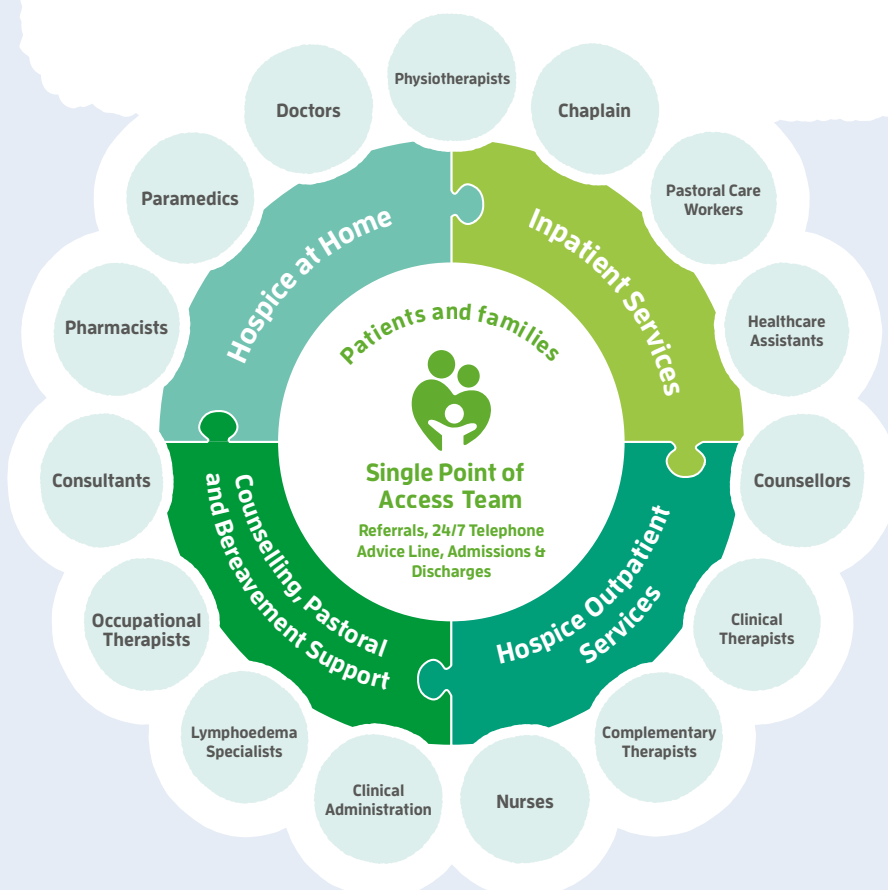 Physiotherapists
Doctors
Chaplain
Paramedics
Pastoral Care
Workers
Hospice at Home
Inpatient Services
Pharmacists
Healthcare
Assistants
Patients and families
Consultants
Counsellors
Single Point of
Access Team
Referrals, 24/7 Telephone
Advice Line, Admissions &
Discharges
Counselling, Pastoral
and Bereavement Support
Hospice Outpatient
Services
Occupational
Therapists
Clinical
Therapists
Lymphoedema
Specialists
Complementary
Therapists
Clinical
Administration
Nurses